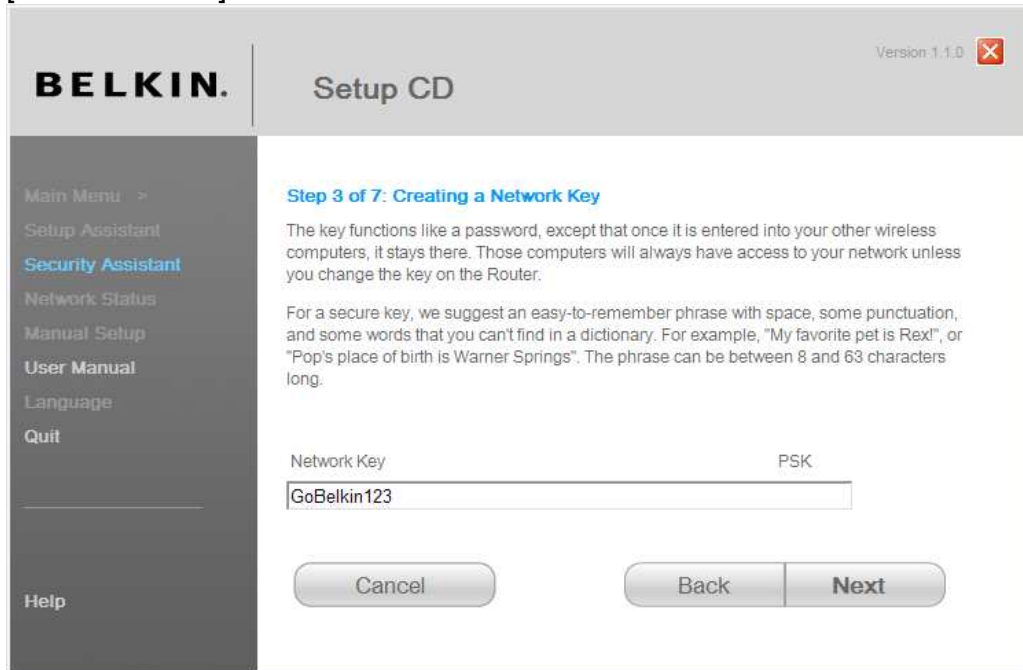 Version 1.1.0
BELKIN.
Setup CD
Main Menu >
Setup Assistant
Security Assistant
Network Status
Manual Setup
User Manual
Language
Quit
Help
Step 3 of 7: Creating a Network Key
The key functions like a password, except that once it is entered into your other wireless
computers, it stays there. Those computers will always have access to your network unless
you change the key on the Router.
For a secure key, we suggest an easy-to-remember phrase with space, some punctuation,
and some words that you can't find in a dictionary. For example, "My favorite pet is Rex!", or
"Pop's place of birth is Warner Springs". The phrase can be between 8 and 63 characters
long.
Network Key PSK
GoBelkin123
Cancel Back Next